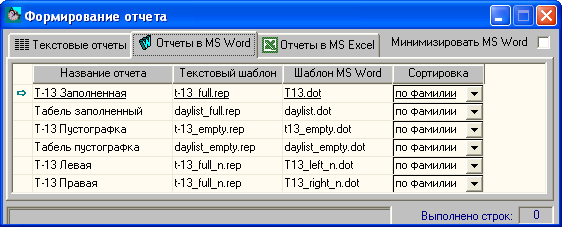 Формирование отчета
Текстовые отчеты Отчеты в MS Word Отчеты в MS Excel Минимизировать MS Word
Название отчета Текстовый шаблон Шаблон MS Word Сортировка
Т-13 Заполненная t-13_full.rep T13.dot по фамилии
Табель заполненный daylist_full.rep daylist.dot по фамилии
Т-13 Пустографка t-13_empty.rep t13_empty.dot по фамилии
Табель пустографка daylist_empty.rep daylist_empty.dot по фамилии
Т-13 Левая t-13_full_n.rep T13_left_n.dot по фамилии
Т-13 Правая t-13_full_n.rep T13_right_n.dot по фамилии
Выполнено строк: 0